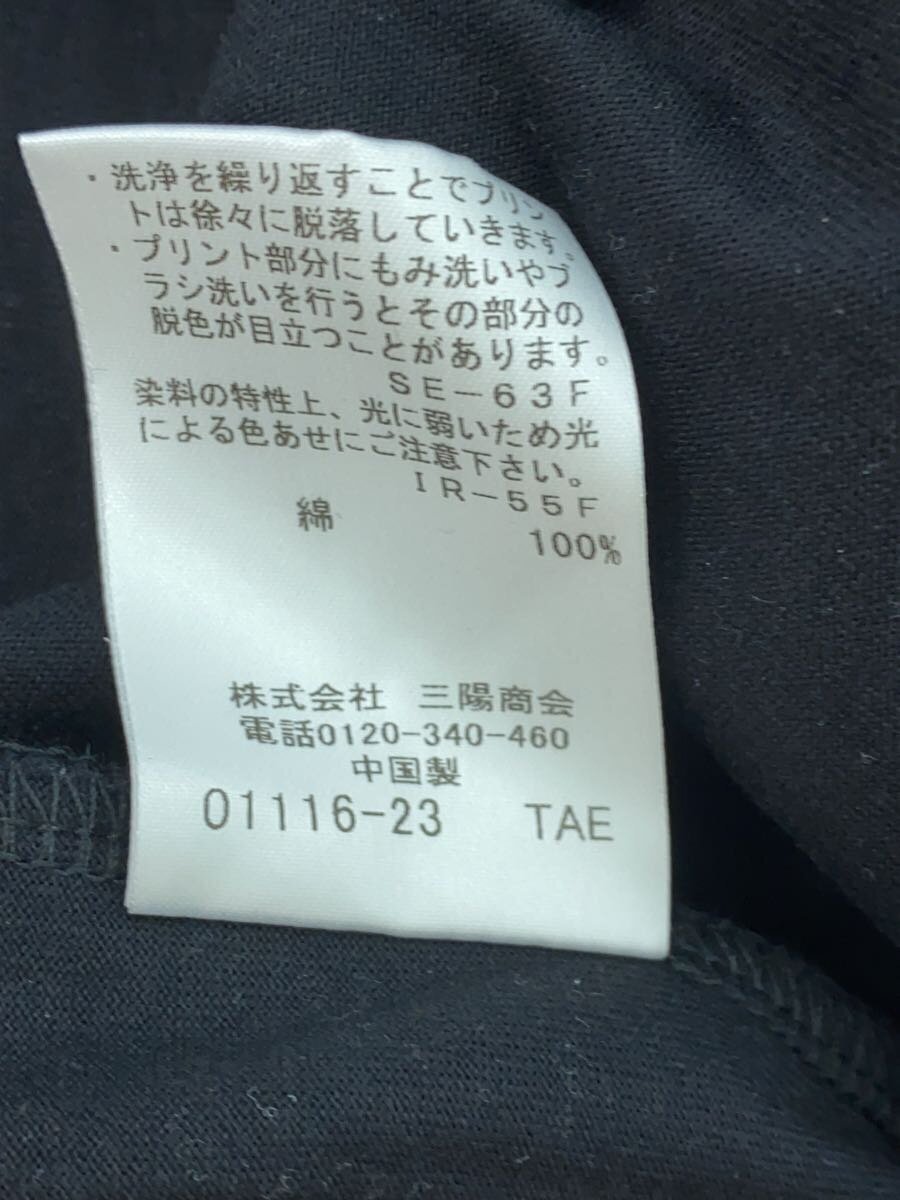 ・洗浄を繰り返すことでプリン
トは徐々に脱落していきます。
・プリント部分にもみ洗いやブ
ラシ洗いを行うとその部分の
脱色が目立つことがあります。
SE-63F
染料の特性上、光に弱いため光
による色あせにご注意下さい。
IR-55F
綿 100%
株式会社 三陽商会
電話0120-340-460
中国製
01116-23 TAE